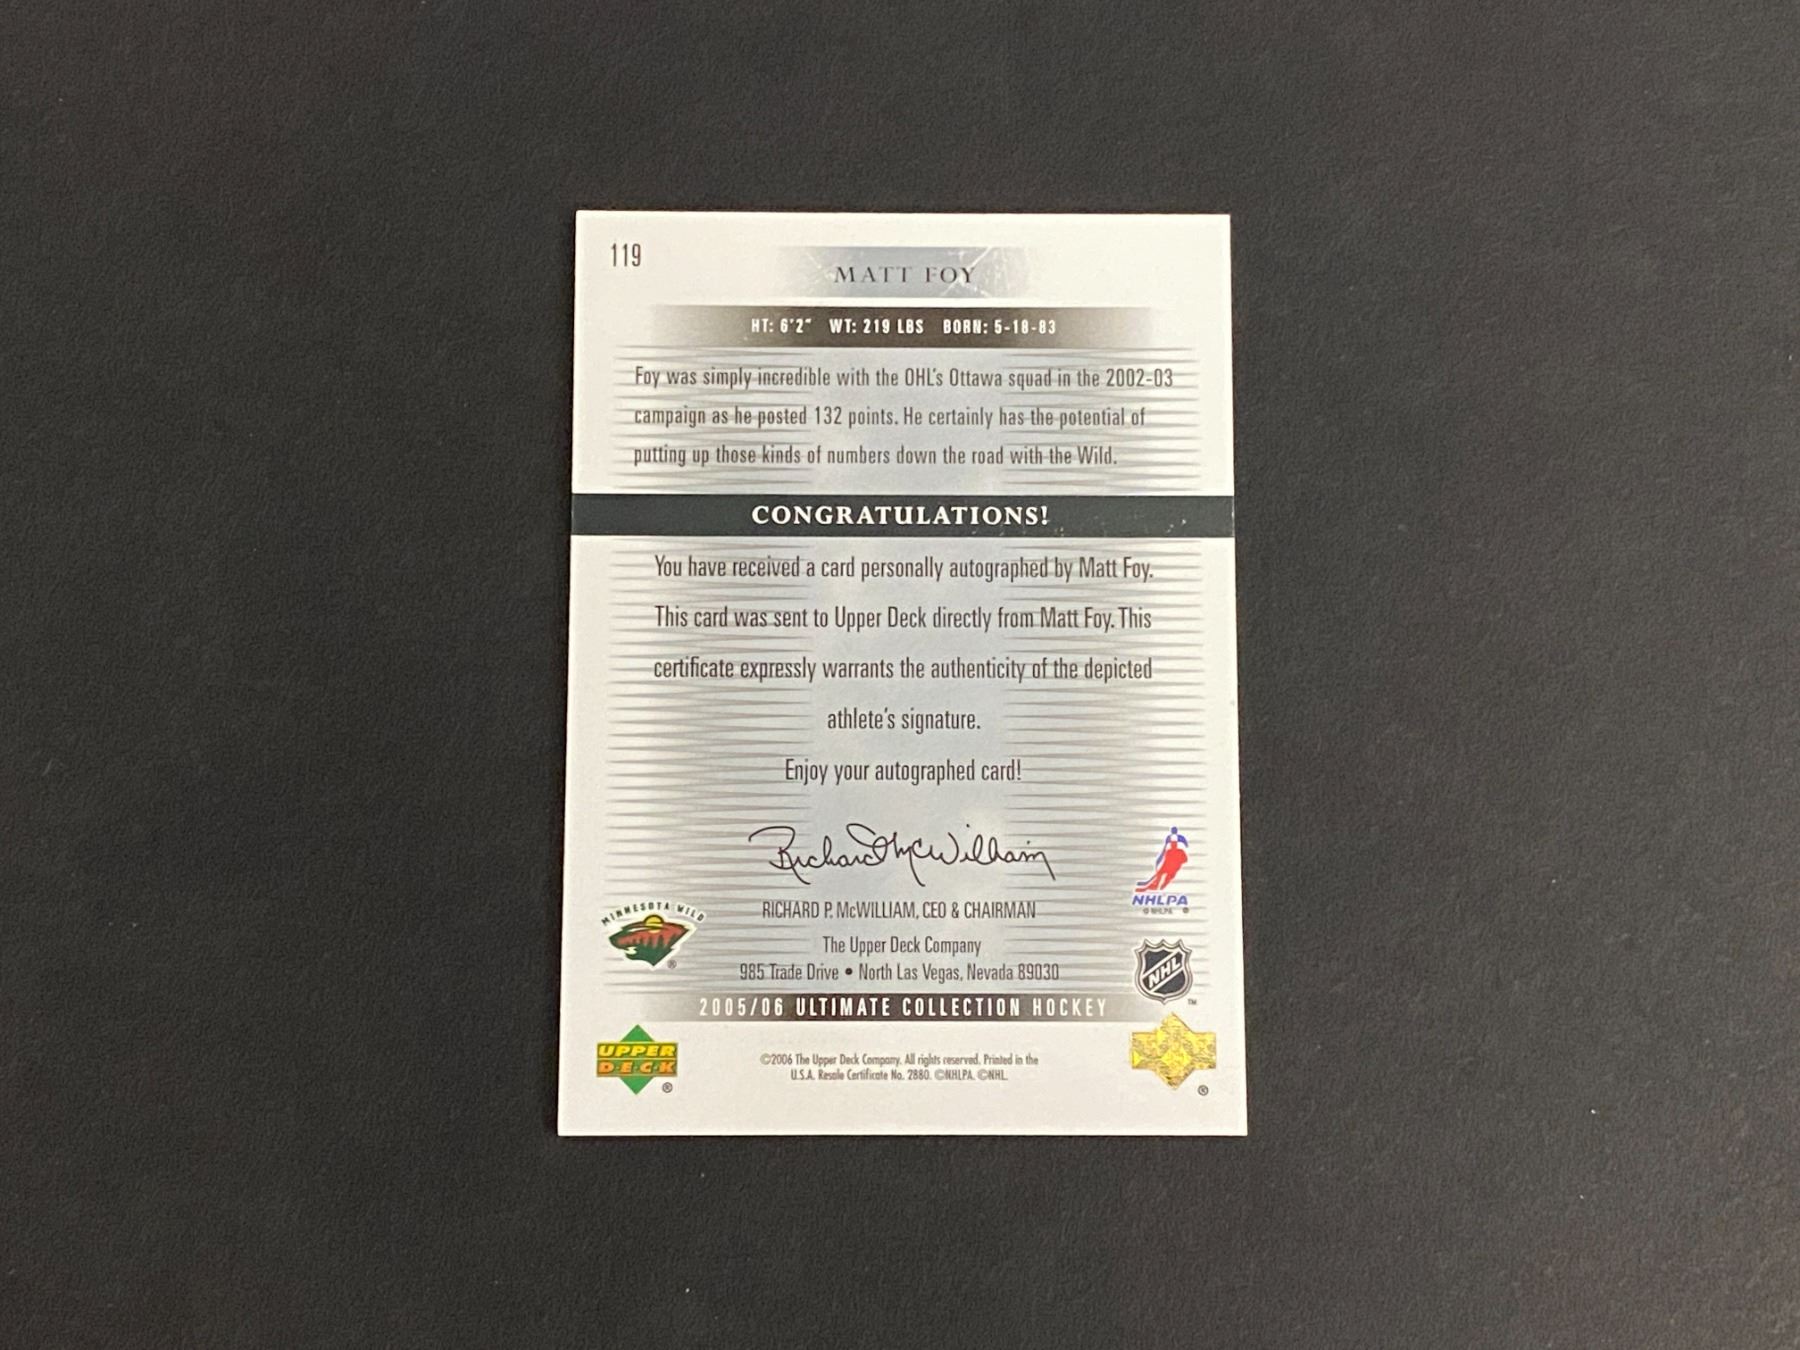 119
MATT FOY
HT: 6'2" WT: 219 LBS BORN: 5-18-83
Foy was simply incredible with the OHL's Ottawa squad in the 2002-03
campaign as he posted 132 points. He certainly has the potential of
putting up those kinds of numbers down the road with the Wild.
CONGRATULATIONS!
You have received a card personally autographed by Matt Foy.
This card was sent to Upper Deck directly from Matt Foy. This
certificate expressly warrants the authenticity of the depicted
athlete's signature.
Enjoy your autographed card!
Richard McWilliam
RICHARD P. McWILLIAM, CEO & CHAIRMAN
The Upper Deck Company
985 Trade Drive • North Las Vegas, Nevada 89030
MINNESOTA WILD
®
NHLPA
© NHLPA ®
NHL
™
2005/06 ULTIMATE COLLECTION HOCKEY
UPPER
D·E·C·K
®
©2006 The Upper Deck Company. All rights reserved. Printed in the
U.S.A. Resale Certificate No. 2880. ©NHLPA. ©NHL.
®